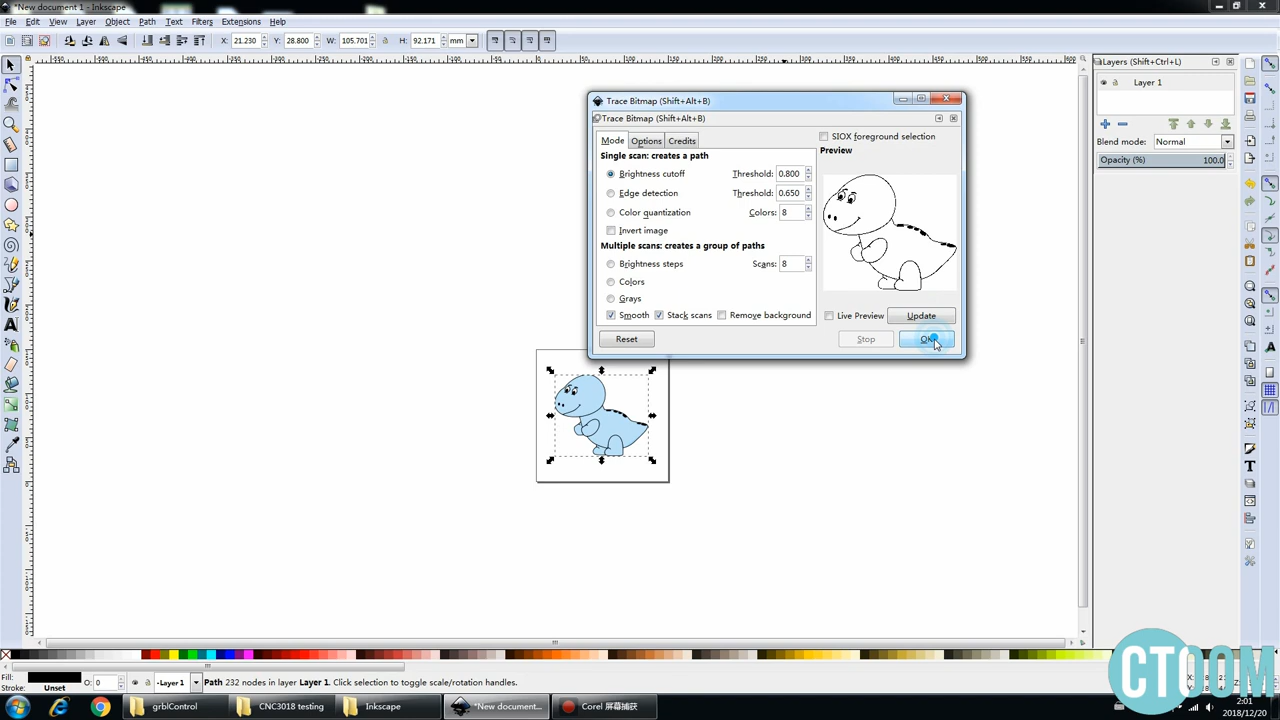 *New document 1 - Inkscape
File Edit View Layer Object Path Text Filters Extensions Help
X: 21.230 Y: 28.800 W: 105.701 H: 92.171 mm
Layers (Shift+Ctrl+L)
Layer 1
Blend mode: Normal
Opacity (%) 100.0
Trace Bitmap (Shift+Alt+B)
Trace Bitmap (Shift+Alt+B)
Mode Options Credits
SIOX foreground selection
Preview
Single scan: creates a path
Brightness cutoff Threshold: 0.800
Edge detection Threshold: 0.650
Color quantization Colors: 8
Invert image
Multiple scans: creates a group of paths
Brightness steps Scans: 8
Colors
Grays
Smooth Stack scans Remove background
Live Preview Update
Reset Stop OK
Fill:
Stroke: Unset O: 0 Layer 1 Path 232 nodes in layer Layer 1. Click selection to toggle scale/rotation handles.
CTOOM
grblControl CNC3018 testing Inkscape *New document... Corel 屏幕捕获
2:01
2018/12/20